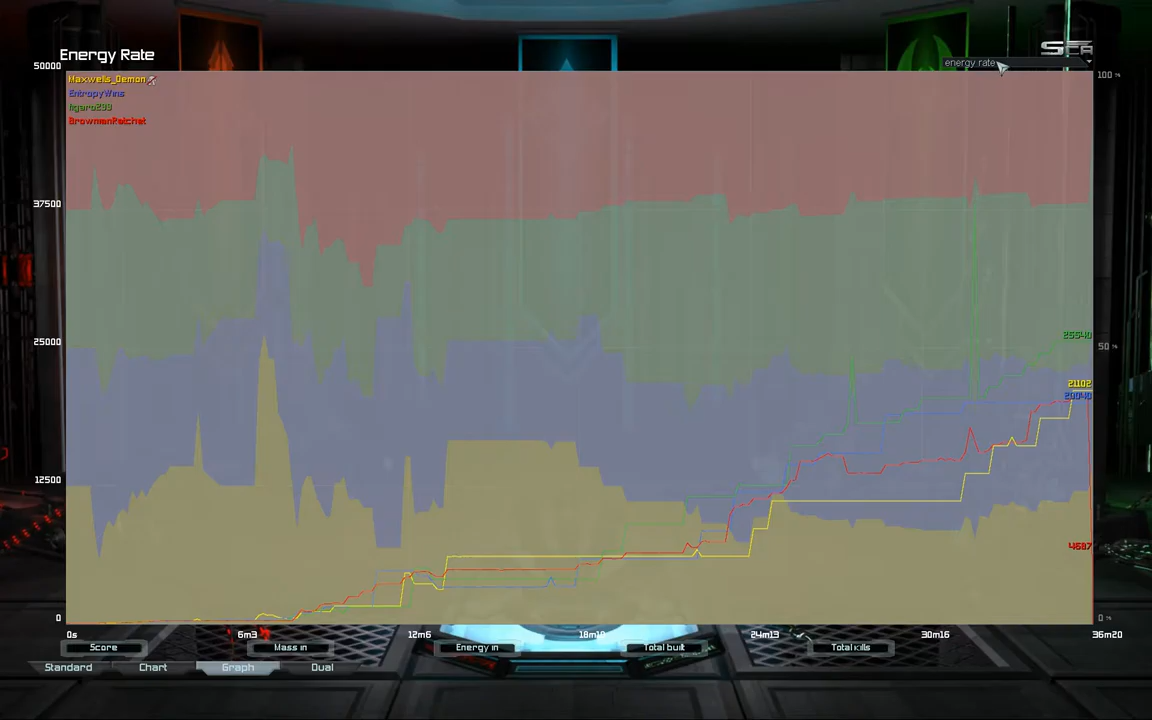 Energy Rate
50000
energy rate
100 %
Maxwells_Demon
EntropyWins
figaro299
BrowmanRatchet
37500
25000
25540
50 %
21102
20040
12500
4687
0
0 %
0s
6m3
12m6
18m10
24m13
30m16
36m20
Score
Mass in
Energy in
Total built
Total kills
Standard
Chart
Graph
Dual